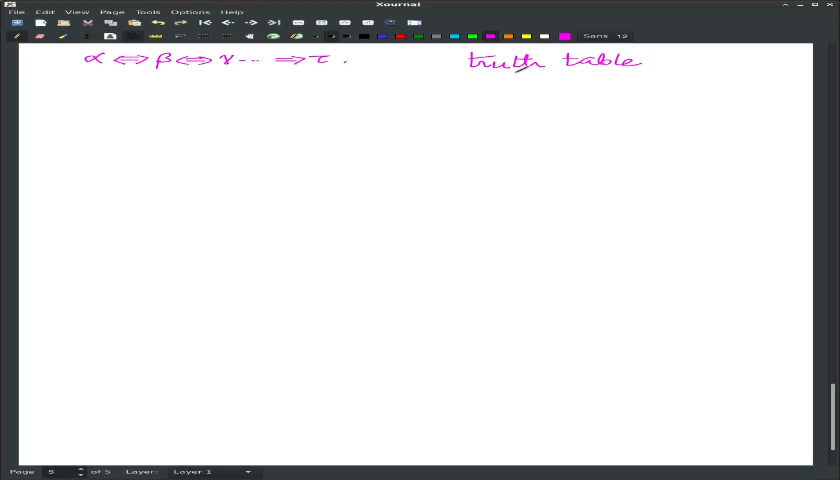 Xournal
File Edit View Page Tools Options Help
Sans 12
α ⇔ β ⇔ γ ... ⇒ τ . truth table
Page 5 of 5 Layer: Layer 1